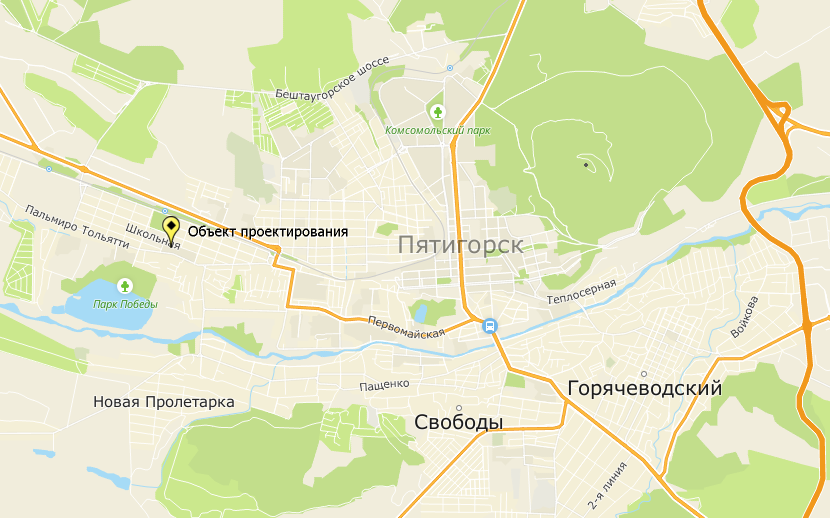 Бештаугорское шоссе
Комсомольский парк
Пальмиро Тольятти
Школьная
Объект проектирования
Пятигорск
Парк Победы
Теплосерная
Войкова
Первомайская
Пащенко
Горячеводский
Новая Пролетарка
Свободы
2-я линия